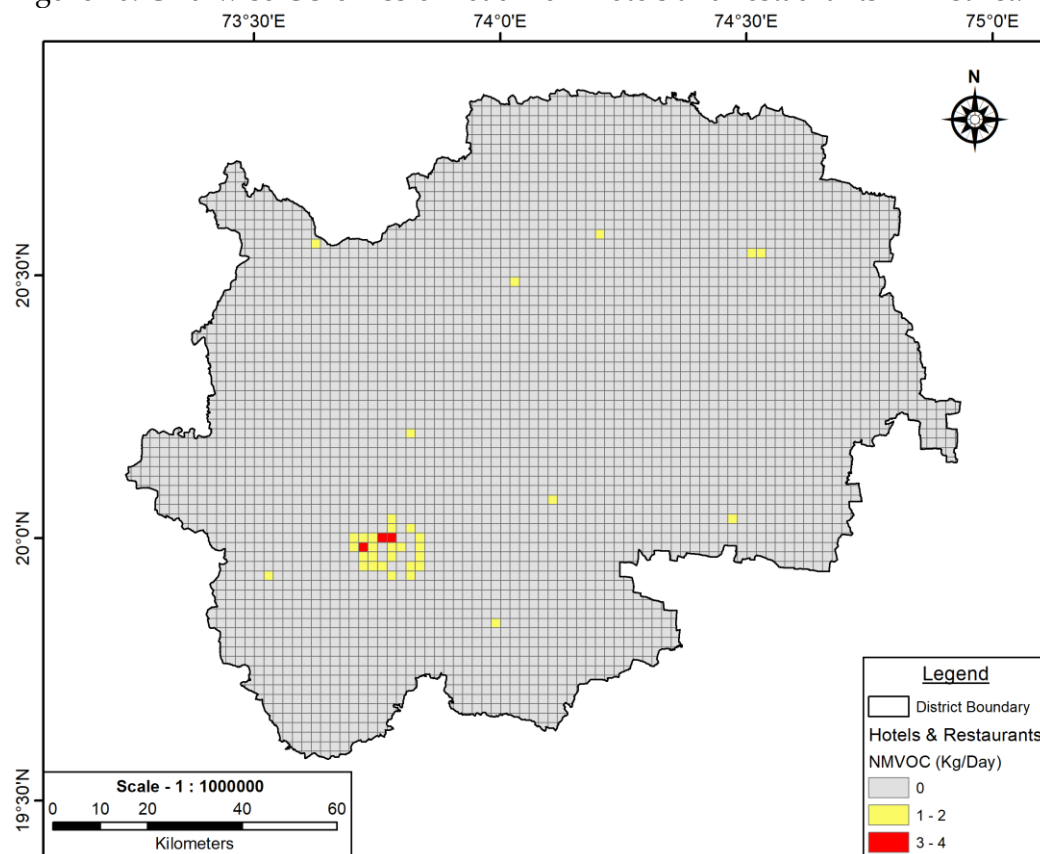 73°30'E 74°0'E 74°30'E 75°0'E
N
20°30'N
20°0'N
19°30'N
Scale - 1 : 1000000
0 10 20 40 60
Kilometers
Legend
District Boundary
Hotels & Restaurants
NMVOC (Kg/Day)
0
1 - 2
3 - 4